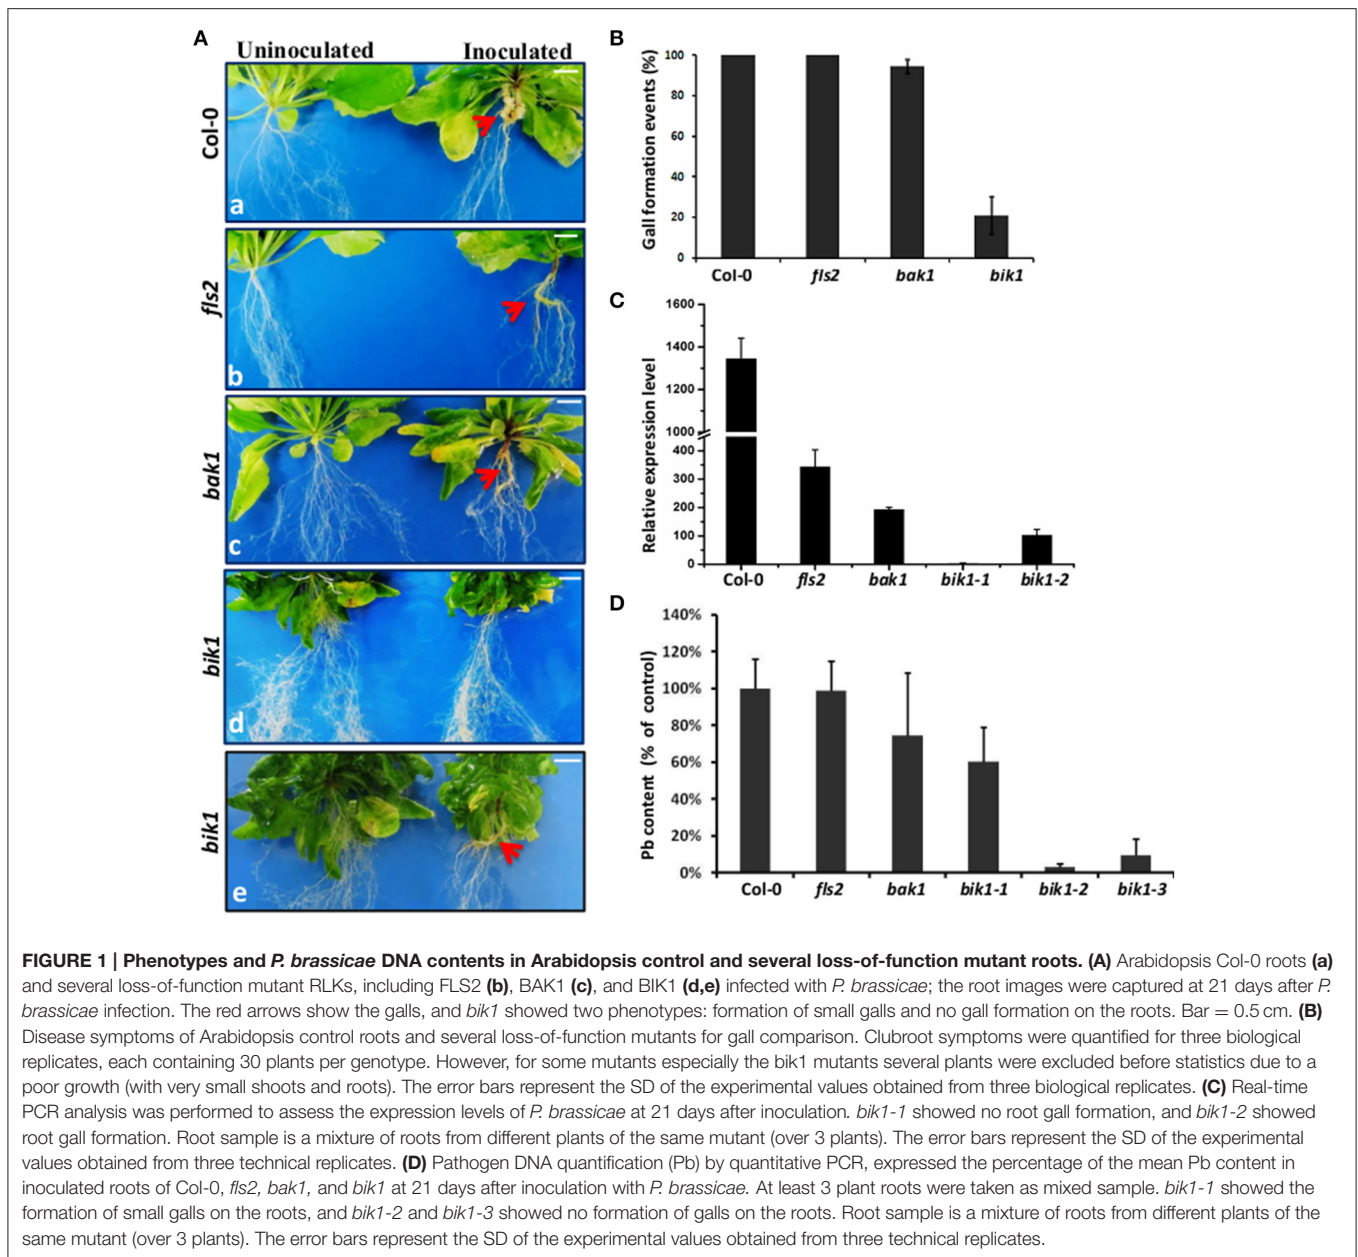 A
Uninoculated Inoculated
Col-0
a
fls2
b
bak1
c
bik1
d
bik1
e
B
Gall formation events (%)
100
80
60
40
20
0
Col-0 fls2 bak1 bik1
C
Relative expression level
1600
1400
1200
1000
400
300
200
100
0
Col-0 fls2 bak1 bik1-1 bik1-2
D
Pb content (% of control)
140%
120%
100%
80%
60%
40%
20%
0%
Col-0 fls2 bak1 bik1-1 bik1-2 bik1-3
FIGURE 1 | Phenotypes and P. brassicae DNA contents in Arabidopsis control and several loss-of-function mutant roots. (A) Arabidopsis Col-0 roots (a)
and several loss-of-function mutant RLKs, including FLS2 (b), BAK1 (c), and BIK1 (d,e) infected with P. brassicae; the root images were captured at 21 days after P.
brassicae infection. The red arrows show the galls, and bik1 showed two phenotypes: formation of small galls and no gall formation on the roots. Bar = 0.5 cm. (B)
Disease symptoms of Arabidopsis control roots and several loss-of-function mutants for gall comparison. Clubroot symptoms were quantified for three biological
replicates, each containing 30 plants per genotype. However, for some mutants especially the bik1 mutants several plants were excluded before statistics due to a
poor growth (with very small shoots and roots). The error bars represent the SD of the experimental values obtained from three biological replicates. (C) Real-time
PCR analysis was performed to assess the expression levels of P. brassicae at 21 days after inoculation. bik1-1 showed no root gall formation, and bik1-2 showed
root gall formation. Root sample is a mixture of roots from different plants of the same mutant (over 3 plants). The error bars represent the SD of the experimental
values obtained from three technical replicates. (D) Pathogen DNA quantification (Pb) by quantitative PCR, expressed the percentage of the mean Pb content in
inoculated roots of Col-0, fls2, bak1, and bik1 at 21 days after inoculation with P. brassicae. At least 3 plant roots were taken as mixed sample. bik1-1 showed the
formation of small galls on the roots, and bik1-2 and bik1-3 showed no formation of galls on the roots. Root sample is a mixture of roots from different plants of the
same mutant (over 3 plants). The error bars represent the SD of the experimental values obtained from three technical replicates.